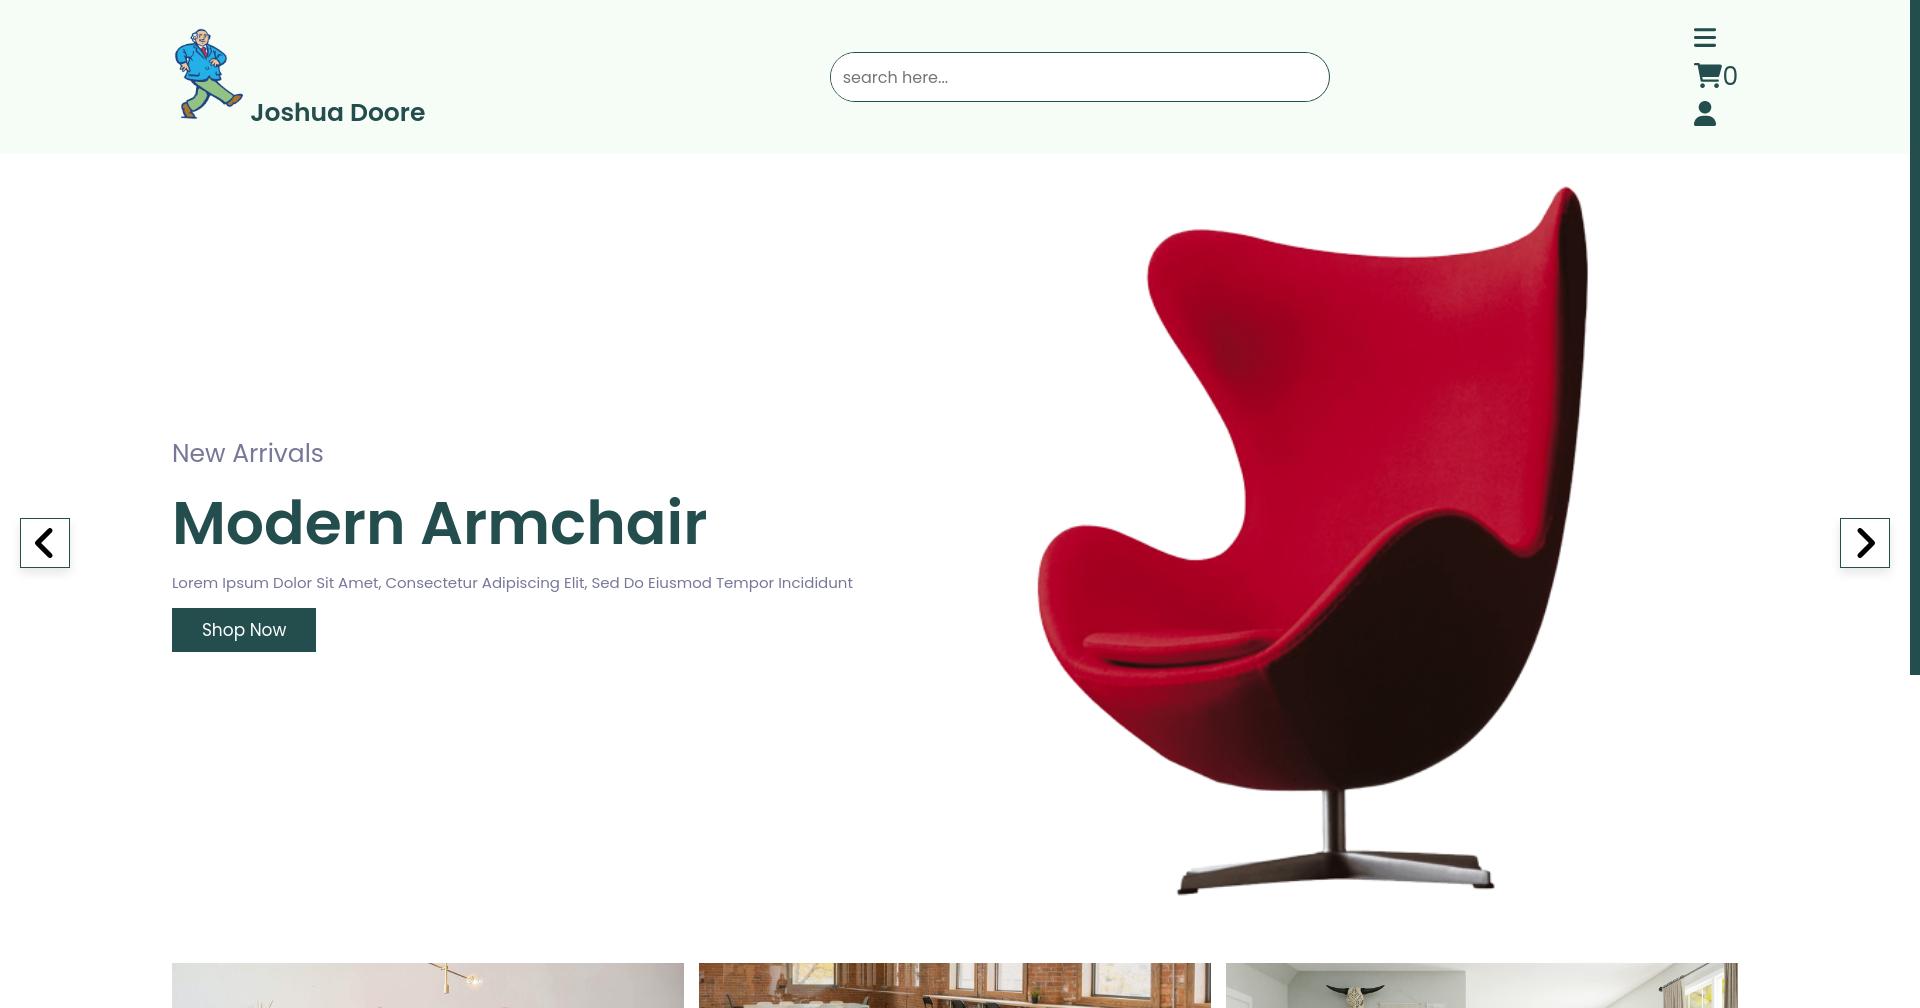 Joshua Doore
search here...
0
New Arrivals
Modern Armchair
Lorem Ipsum Dolor Sit Amet, Consectetur Adipiscing Elit, Sed Do Eiusmod Tempor Incididunt
Shop Now